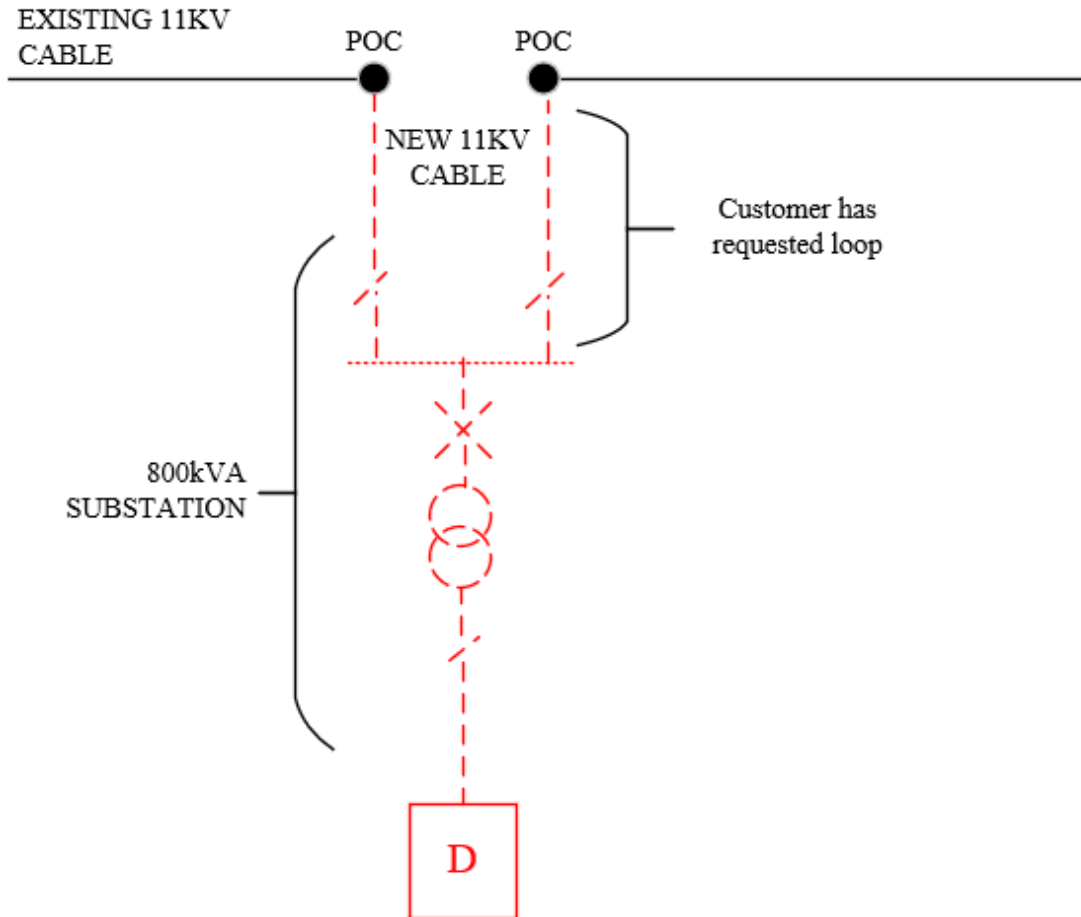 EXISTING 11KV
CABLE
POC
POC
NEW 11KV
CABLE
Customer has
requested loop
800kVA
SUBSTATION
D